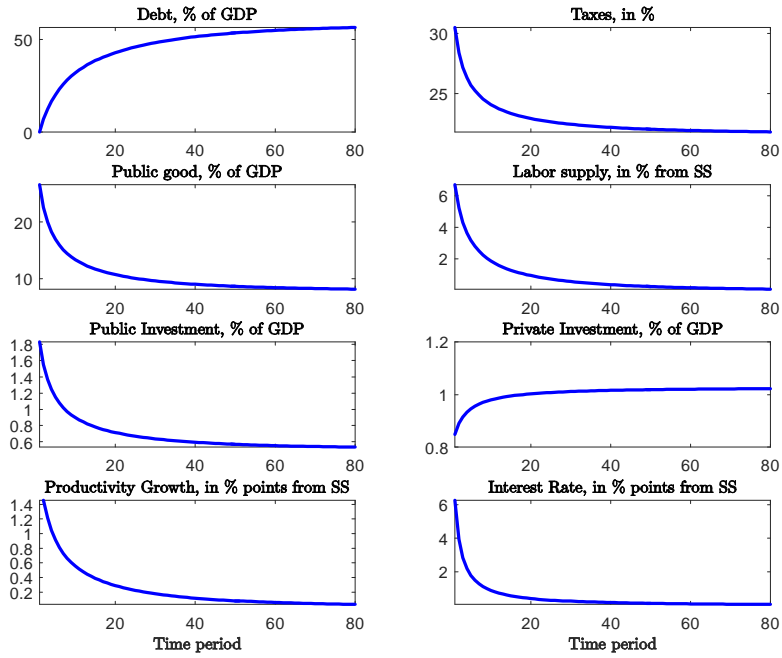 Debt, % of GDP
50
0
20 40 60 80
Taxes, in %
30
25
20 40 60 80
Public good, % of GDP
20
10
20 40 60 80
Labor supply, in % from SS
6
4
2
20 40 60 80
Public Investment, % of GDP
1.8
1.6
1.4
1.2
1
0.8
0.6
20 40 60 80
Private Investment, % of GDP
1.2
1
0.8
20 40 60 80
Productivity Growth, in % points from SS
1.4
1.2
1
0.8
0.6
0.4
0.2
20 40 60 80
Time period
Interest Rate, in % points from SS
6
4
2
20 40 60 80
Time period